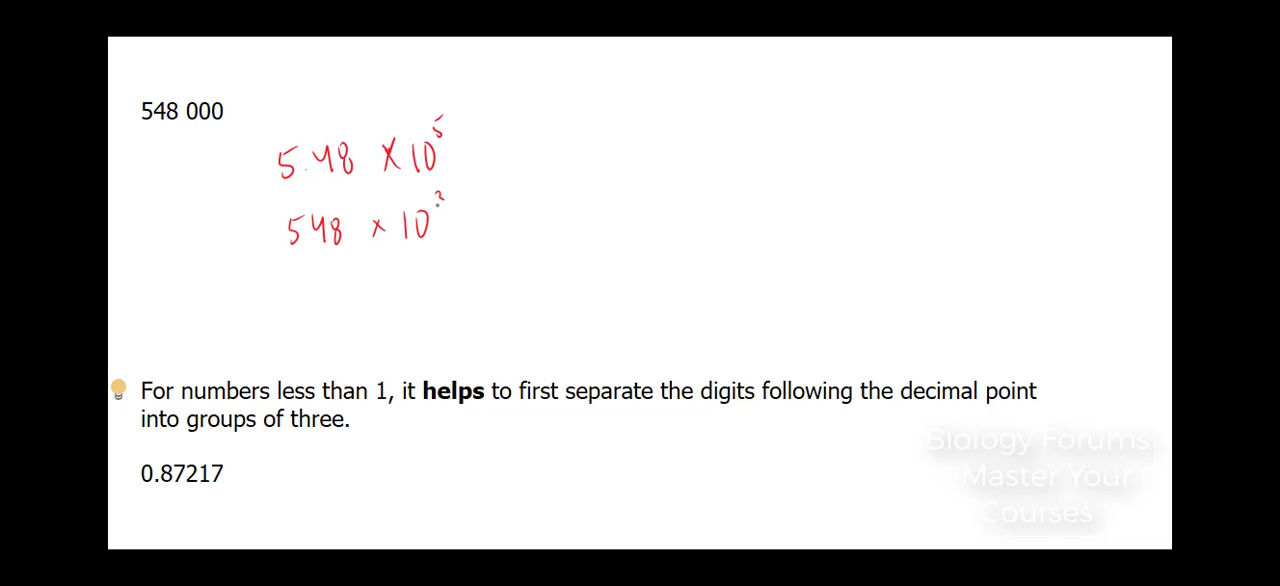 548 000
5.48 × 10⁵
548 × 10³
For numbers less than 1, it helps to first separate the digits following the decimal point
into groups of three.
0.87217
Biology Forums
Master Your
Courses